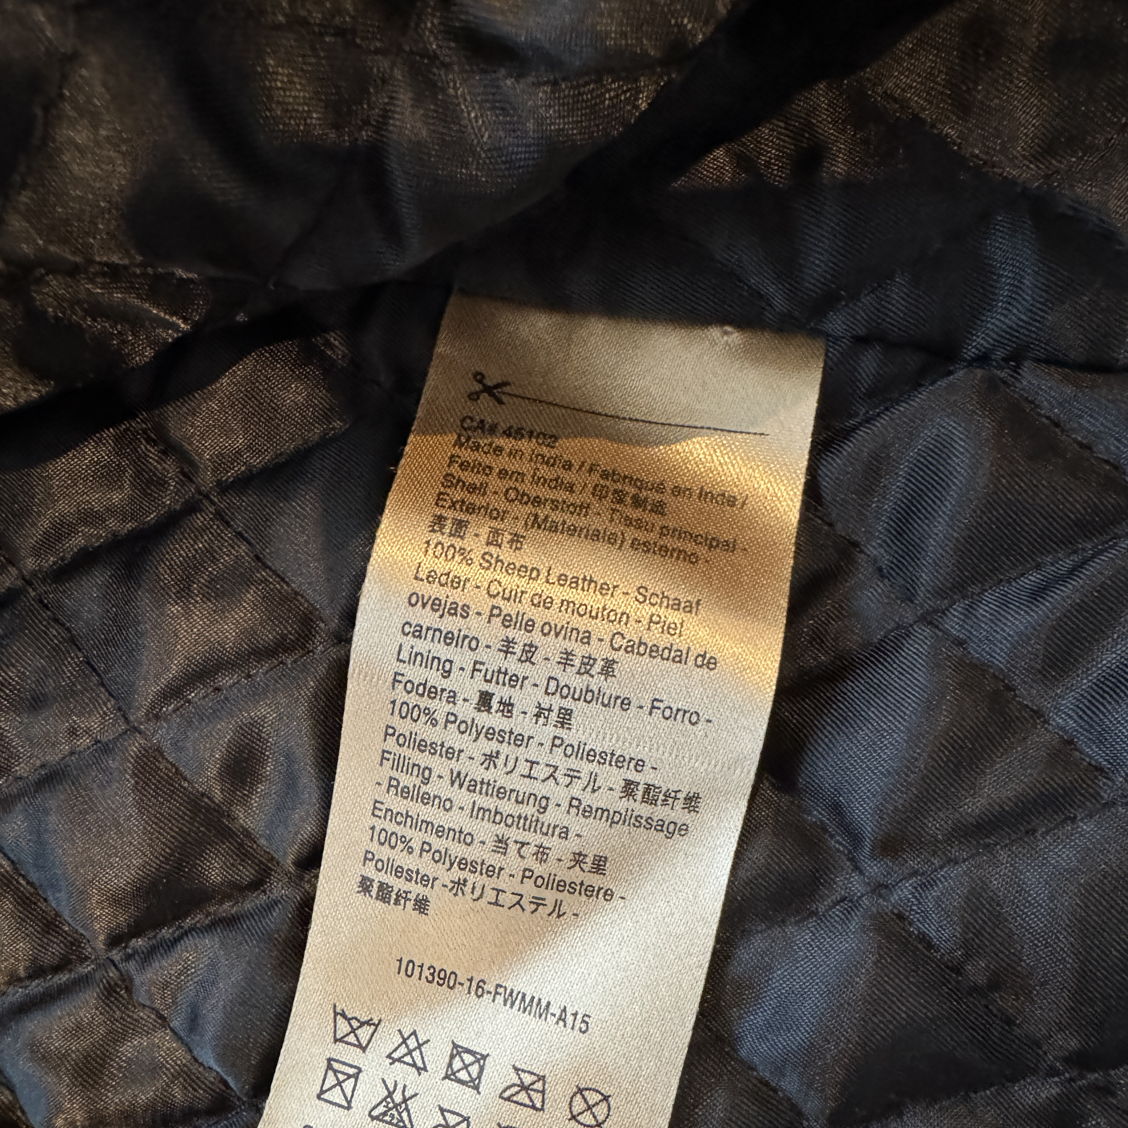 CA# 45102
Made in India / Fabriqué en Inde /
Feito em Índia / 印度制造
Shell - Oberstoff - Tissu principal -
Exterior - (Materiale) esterno -
表面 - 面布
100% Sheep Leather - Schaaf
Leder - Cuir de mouton - Piel
ovejas - Pelle ovina - Cabedal de
carneiro - 羊皮 - 羊皮革
Lining - Futter - Doublure - Forro -
Fodera - 裏地 - 衬里
100% Polyester - Poliestere -
Poliester - ポリエステル - 聚酯纤维
Filling - Wattierung - Remplissage
- Relleno - Imbottitura -
Enchimento - 当て布 - 夹里
100% Polyester - Poliestere -
Poliester -ポリエステル -
聚酯纤维
101390-16-FWMM-A15